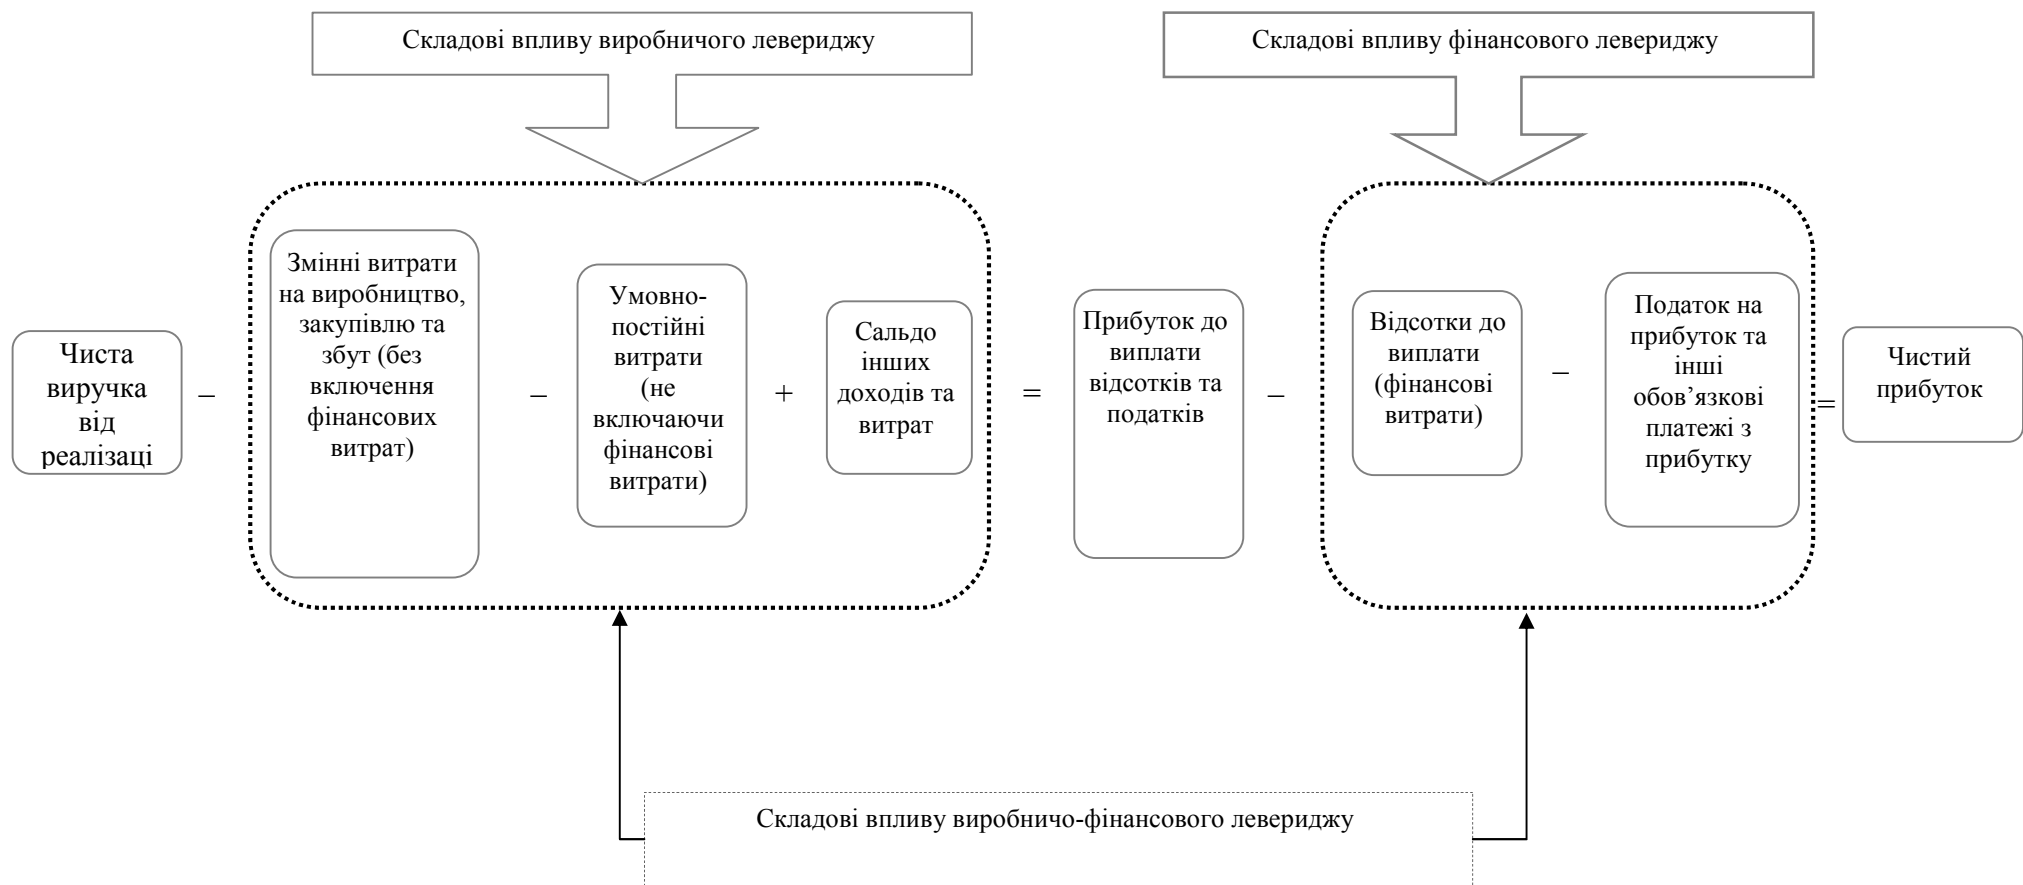 Складові впливу виробничого левериджу
Складові впливу фінансового левериджу
Чиста
виручка
від
реалізаці
–
Змінні витрати
на виробництво,
закупівлю та
збут (без
включення
фінансових
витрат)
–
Умовно-
постійні
витрати
(не
включаючи
фінансові
витрати)
+
Сальдо
інших
доходів та
витрат
=
Прибуток до
виплати
відсотків та
податків
–
Відсотки до
виплати
(фінансові
витрати)
–
Податок на
прибуток та
інші
обов’язкові
платежі з
прибутку
=
Чистий
прибуток
Складові впливу виробничо-фінансового левериджу